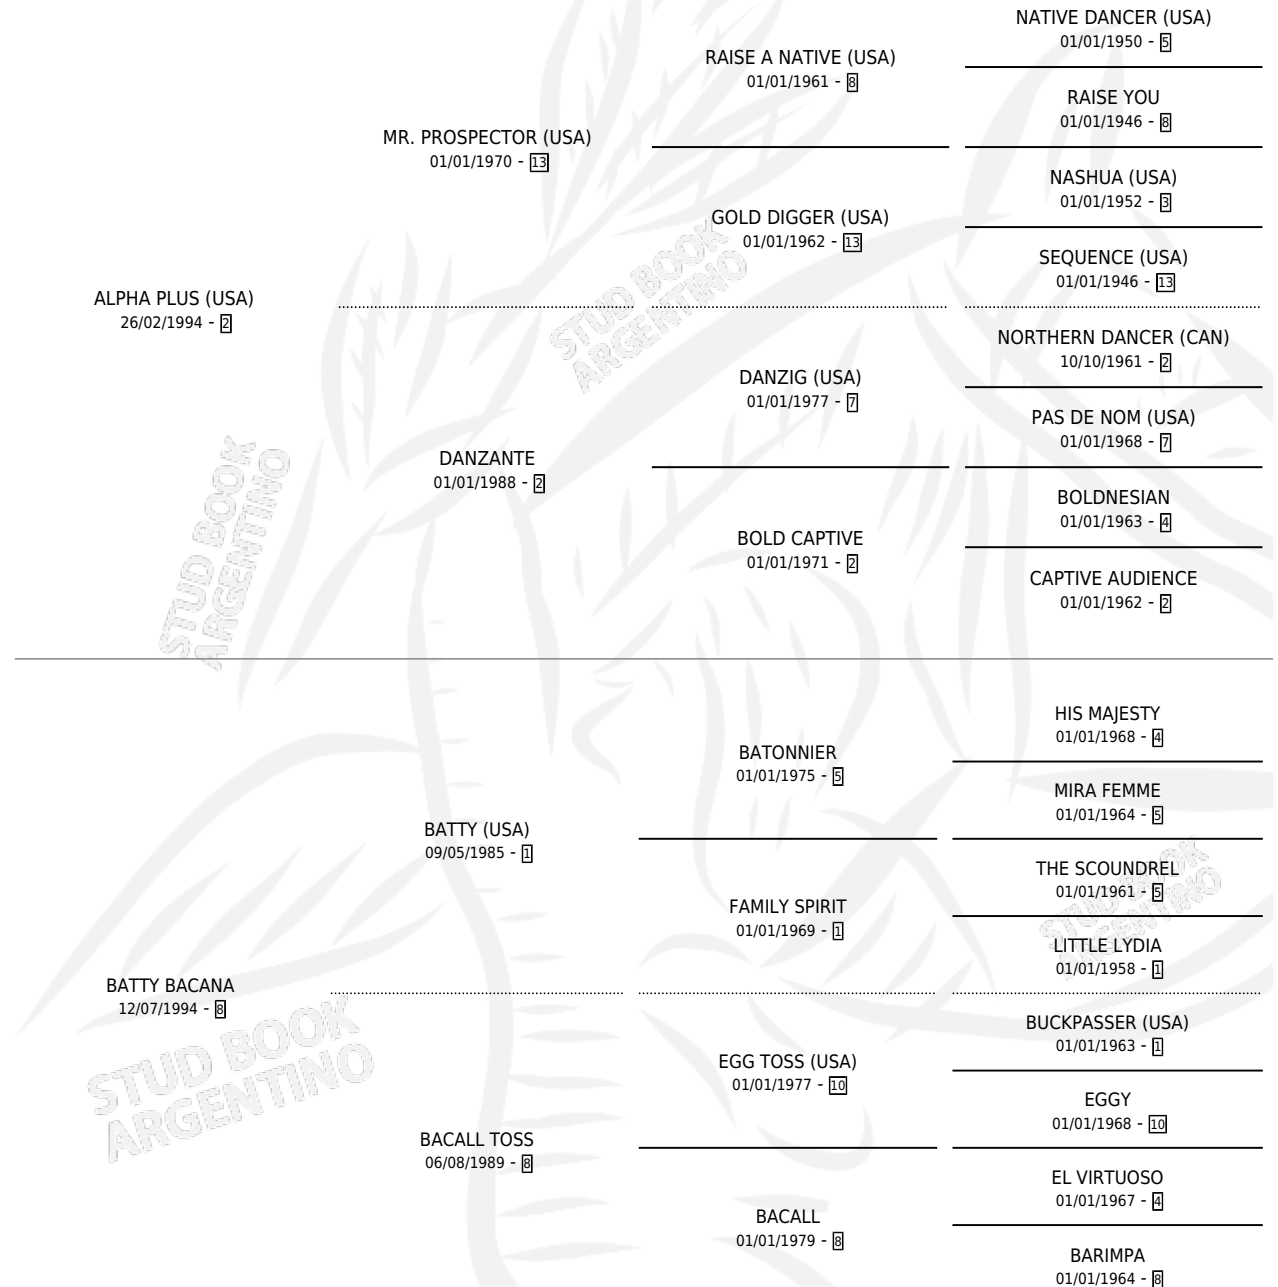 NATIVE DANCER (USA)
01/01/1950 - 5
RAISE A NATIVE (USA)
01/01/1961 - 8
RAISE YOU
01/01/1946 - 8
MR. PROSPECTOR (USA)
01/01/1970 - 13
NASHUA (USA)
01/01/1952 - 3
GOLD DIGGER (USA)
01/01/1962 - 13
SEQUENCE (USA)
01/01/1946 - 13
ALPHA PLUS (USA)
26/02/1994 - 2
NORTHERN DANCER (CAN)
10/10/1961 - 2
DANZIG (USA)
01/01/1977 - 7
PAS DE NOM (USA)
01/01/1968 - 7
DANZANTE
01/01/1988 - 2
BOLDNESIAN
01/01/1963 - 4
BOLD CAPTIVE
01/01/1971 - 2
CAPTIVE AUDIENCE
01/01/1962 - 2
HIS MAJESTY
01/01/1968 - 4
BATONNIER
01/01/1975 - 5
MIRA FEMME
01/01/1964 - 5
BATTY (USA)
09/05/1985 - 1
THE SCOUNDREL
01/01/1961 - 5
FAMILY SPIRIT
01/01/1969 - 1
LITTLE LYDIA
01/01/1958 - 1
BATTY BACANA
12/07/1994 - 8
BUCKPASSER (USA)
01/01/1963 - 1
EGG TOSS (USA)
01/01/1977 - 10
EGGY
01/01/1968 - 10
BACALL TOSS
06/08/1989 - 8
EL VIRTUOSO
01/01/1967 - 4
BACALL
01/01/1979 - 8
BARIMPA
01/01/1964 - 8
STUD BOOK
ARGENTINO
STUD BOOK
ARGENTINO
STUD BOOK
ARGENTINO
STUD BOOK
ARGENTINO